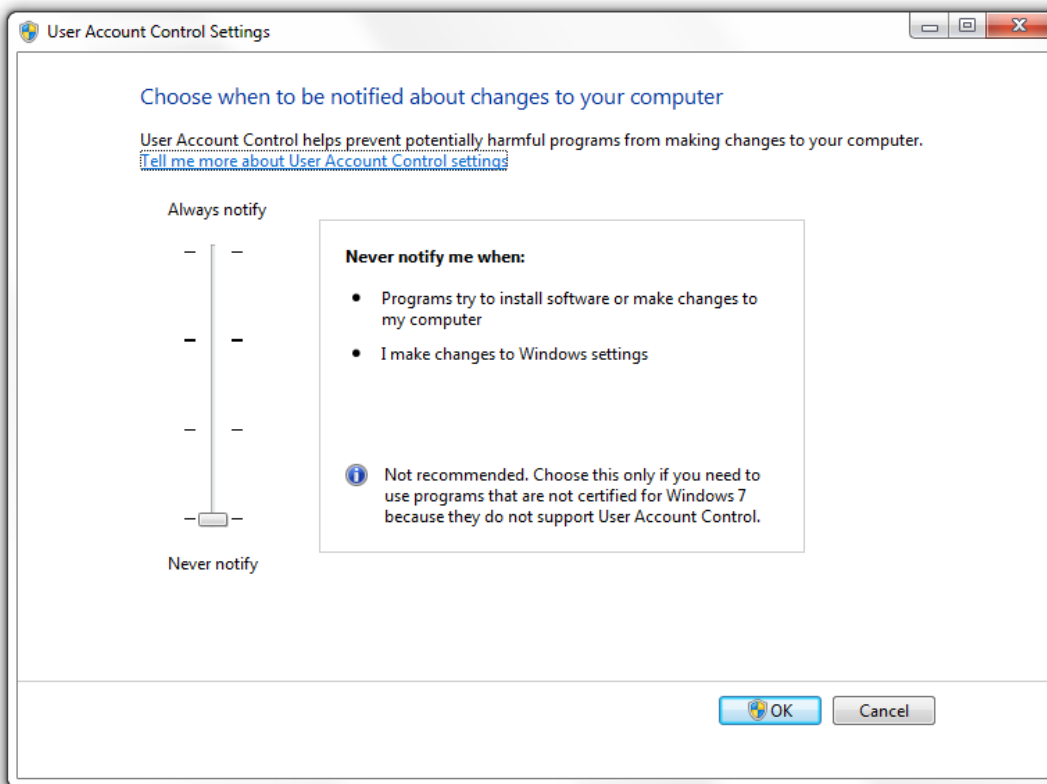 User Account Control Settings
Choose when to be notified about changes to your computer
User Account Control helps prevent potentially harmful programs from making changes to your computer.
Tell me more about User Account Control settings
Always notify
Never notify me when:
Programs try to install software or make changes to
my computer
I make changes to Windows settings
Not recommended. Choose this only if you need to
use programs that are not certified for Windows 7
because they do not support User Account Control.
Never notify
OK
Cancel